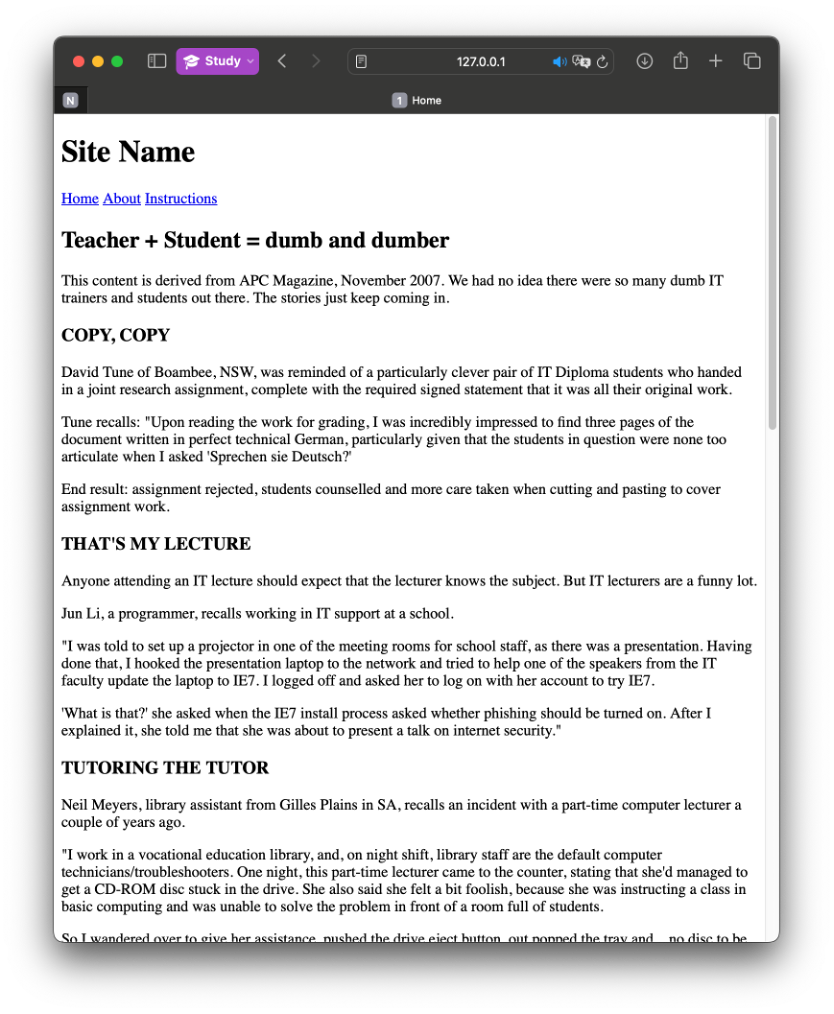 Study
127.0.0.1
N
1 Home
Site Name
Home About Instructions
Teacher + Student = dumb and dumber
This content is derived from APC Magazine, November 2007. We had no idea there were so many dumb IT
trainers and students out there. The stories just keep coming in.
COPY, COPY
David Tune of Boambee, NSW, was reminded of a particularly clever pair of IT Diploma students who handed
in a joint research assignment, complete with the required signed statement that it was all their original work.
Tune recalls: "Upon reading the work for grading, I was incredibly impressed to find three pages of the
document written in perfect technical German, particularly given that the students in question were none too
articulate when I asked 'Sprechen sie Deutsch?'
End result: assignment rejected, students counselled and more care taken when cutting and pasting to cover
assignment work.
THAT'S MY LECTURE
Anyone attending an IT lecture should expect that the lecturer knows the subject. But IT lecturers are a funny lot.
Jun Li, a programmer, recalls working in IT support at a school.
"I was told to set up a projector in one of the meeting rooms for school staff, as there was a presentation. Having
done that, I hooked the presentation laptop to the network and tried to help one of the speakers from the IT
faculty update the laptop to IE7. I logged off and asked her to log on with her account to try IE7.
'What is that?' she asked when the IE7 install process asked whether phishing should be turned on. After I
explained it, she told me that she was about to present a talk on internet security."
TUTORING THE TUTOR
Neil Meyers, library assistant from Gilles Plains in SA, recalls an incident with a part-time computer lecturer a
couple of years ago.
"I work in a vocational education library, and, on night shift, library staff are the default computer
technicians/troubleshooters. One night, this part-time lecturer came to the counter, stating that she'd managed to
get a CD-ROM disc stuck in the drive. She also said she felt a bit foolish, because she was instructing a class in
basic computing and was unable to solve the problem in front of a room full of students.
So I wandered over to give her assistance, pushed the drive eject button, out popped the tray and... no disc to be